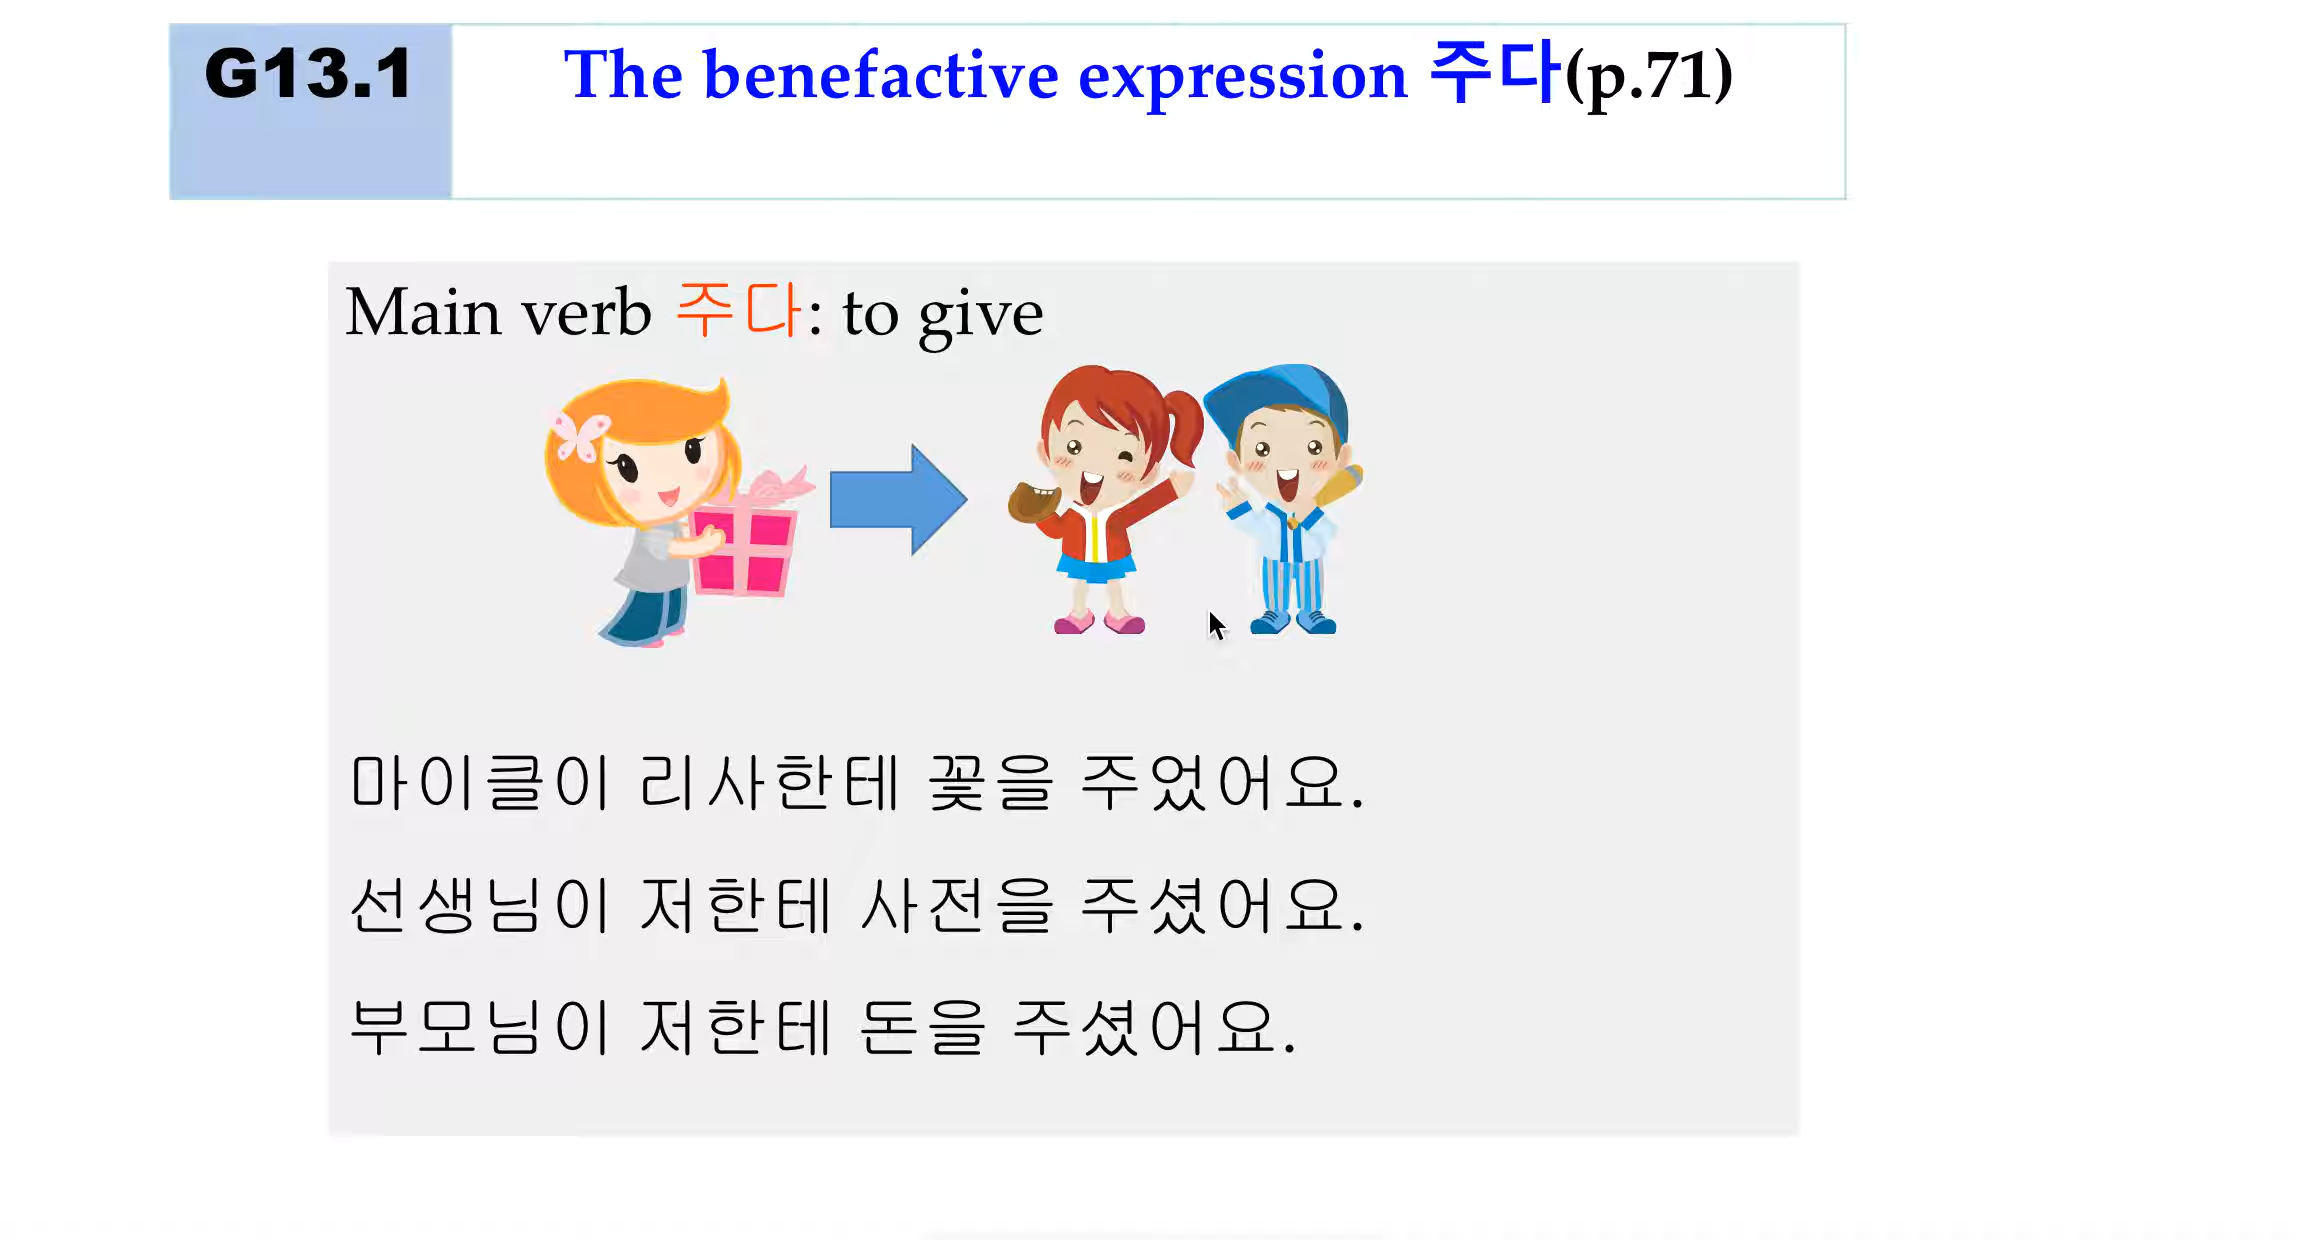 G13.1
The benefactive expression 주다(p.71)
Main verb 주다: to give
마이클이 리사한테 꽃을 주었어요.
선생님이 저한테 사전을 주셨어요.
부모님이 저한테 돈을 주셨어요.